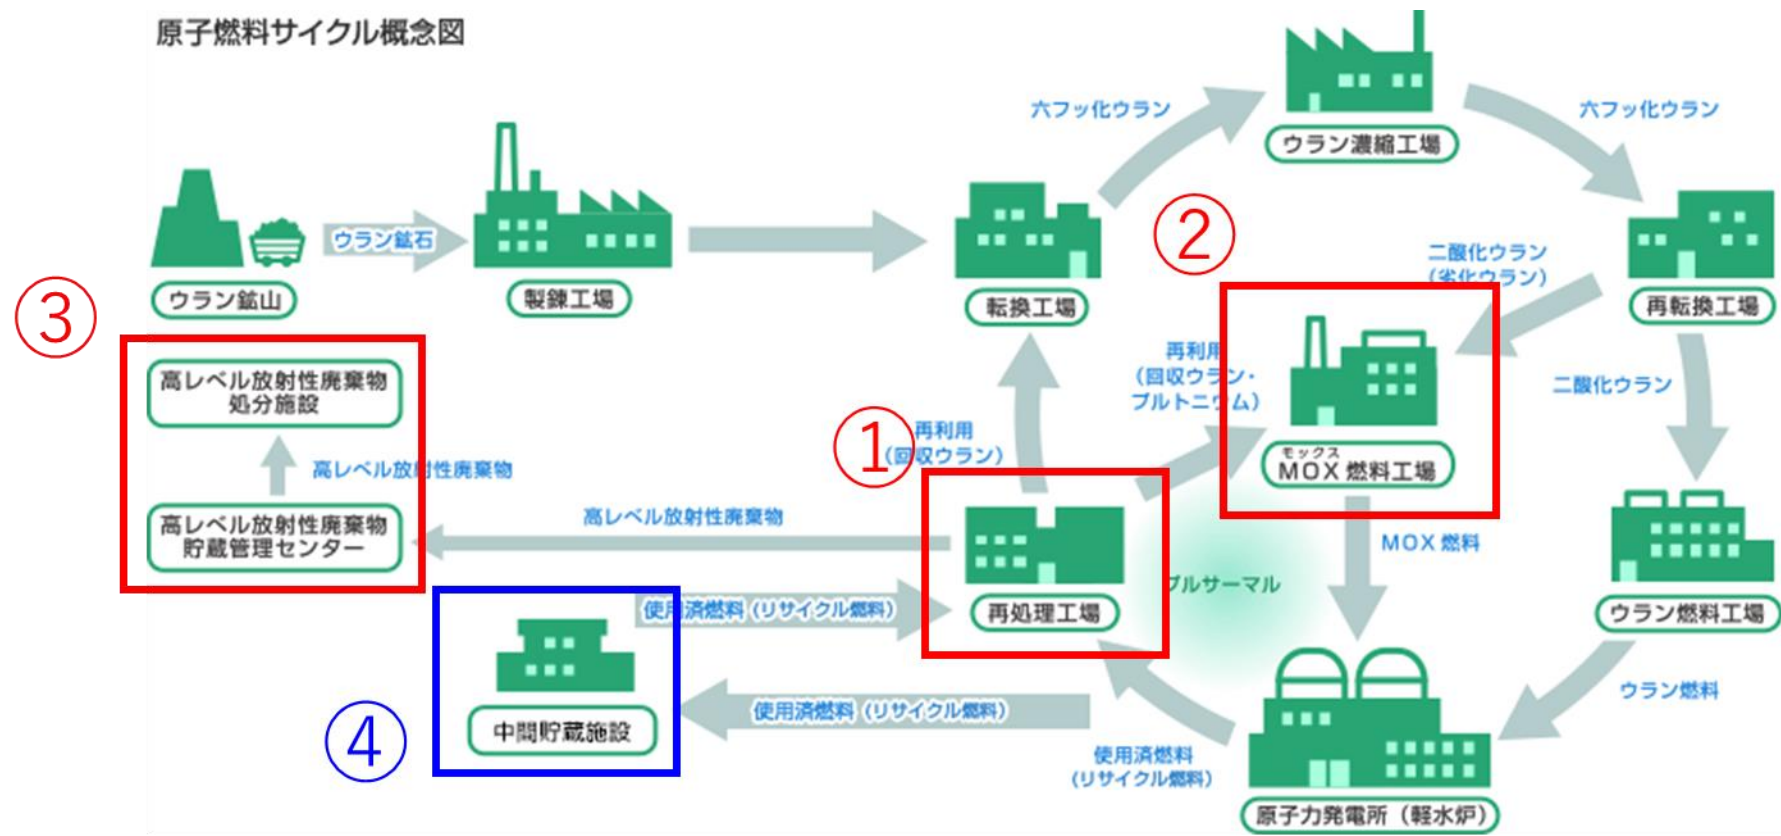 原子燃料サイクル概念図
六フッ化ウラン
ウラン濃縮工場
六フッ化ウラン
ウラン鉱石
ウラン鉱山
製錬工場
転換工場
②
二酸化ウラン
(劣化ウラン)
再転換工場
③
高レベル放射性廃棄物
処分施設
高レベル放射性廃棄物
高レベル放射性廃棄物
貯蔵管理センター
①
再利用
(回収ウラン)
再利用
(回収ウラン・
プルトニウム)
モックス
MOX燃料工場
二酸化ウラン
高レベル放射性廃棄物
MOX燃料
プルサーマル
再処理工場
使用済燃料 (リサイクル燃料)
ウラン燃料工場
④
中間貯蔵施設
使用済燃料 (リサイクル燃料)
使用済燃料
(リサイクル燃料)
ウラン燃料
原子力発電所 (軽水炉)